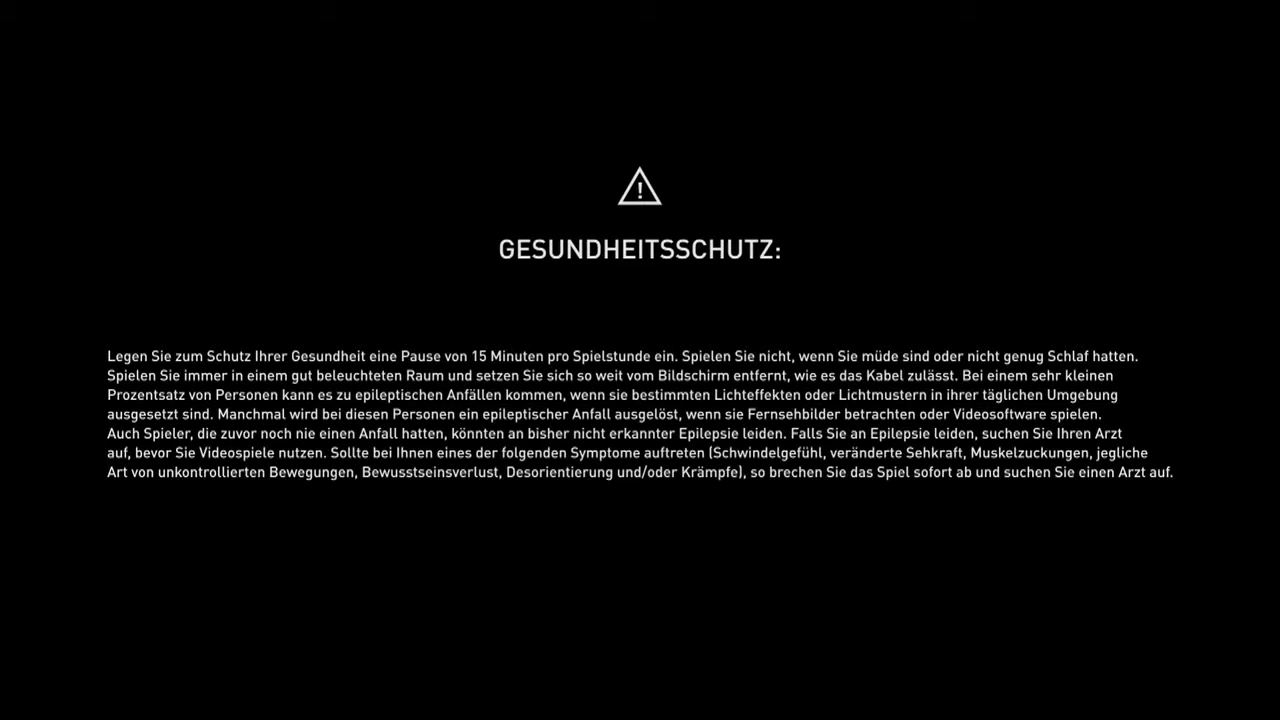 GESUNDHEITSSCHUTZ:
Legen Sie zum Schutz Ihrer Gesundheit eine Pause von 15 Minuten pro Spielstunde ein. Spielen Sie nicht, wenn Sie müde sind oder nicht genug Schlaf hatten.
Spielen Sie immer in einem gut beleuchteten Raum und setzen Sie sich so weit vom Bildschirm entfernt, wie es das Kabel zulässt. Bei einem sehr kleinen
Prozentsatz von Personen kann es zu epileptischen Anfällen kommen, wenn sie bestimmten Lichteffekten oder Lichtmustern in ihrer täglichen Umgebung
ausgesetzt sind. Manchmal wird bei diesen Personen ein epileptischer Anfall ausgelöst, wenn sie Fernsehbilder betrachten oder Videosoftware spielen.
Auch Spieler, die zuvor noch nie einen Anfall hatten, könnten an bisher nicht erkannter Epilepsie leiden. Falls Sie an Epilepsie leiden, suchen Sie Ihren Arzt
auf, bevor Sie Videospiele nutzen. Sollte bei Ihnen eines der folgenden Symptome auftreten (Schwindelgefühl, veränderte Sehkraft, Muskelzuckungen, jegliche
Art von unkontrollierten Bewegungen, Bewusstseinsverlust, Desorientierung und/oder Krämpfe), so brechen Sie das Spiel sofort ab und suchen Sie einen Arzt auf.